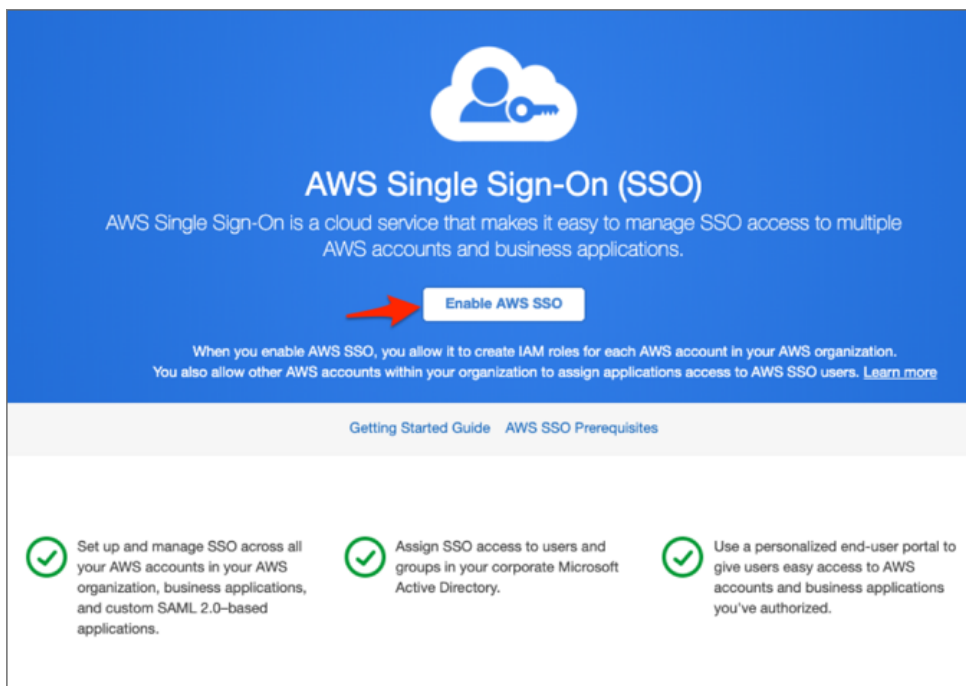 AWS Single Sign-On (SSO)
AWS Single Sign-On is a cloud service that makes it easy to manage SSO access to multiple
AWS accounts and business applications.
Enable AWS SSO
When you enable AWS SSO, you allow it to create IAM roles for each AWS account in your AWS organization.
You also allow other AWS accounts within your organization to assign applications access to AWS SSO users. Learn more
Getting Started Guide AWS SSO Prerequisites
Set up and manage SSO across all
your AWS accounts in your AWS
organization, business applications,
and custom SAML 2.0–based
applications.
Assign SSO access to users and
groups in your corporate Microsoft
Active Directory.
Use a personalized end-user portal to
give users easy access to AWS
accounts and business applications
you've authorized.